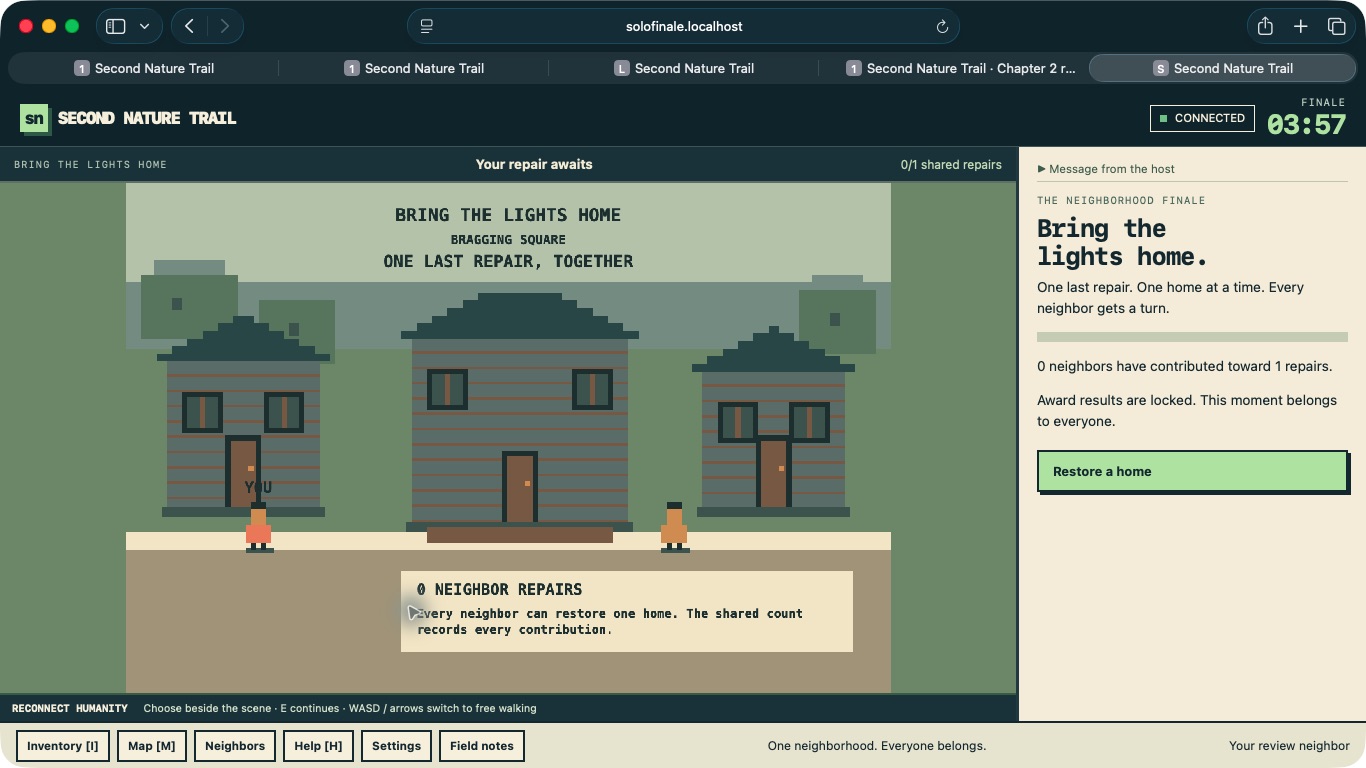 solofinale.localhost
1 Second Nature Trail
1 Second Nature Trail
L Second Nature Trail
1 Second Nature Trail · Chapter 2 r...
S Second Nature Trail
sn SECOND NATURE TRAIL
CONNECTED
FINALE
03:57
BRING THE LIGHTS HOME
Your repair awaits
0/1 shared repairs
BRING THE LIGHTS HOME
BRAGGING SQUARE
ONE LAST REPAIR, TOGETHER
YOU
0 NEIGHBOR REPAIRS
Every neighbor can restore one home. The shared count
records every contribution.
RECONNECT HUMANITY
Choose beside the scene · E continues · WASD / arrows switch to free walking
Message from the host
THE NEIGHBORHOOD FINALE
Bring the
lights home.
One last repair. One home at a time. Every
neighbor gets a turn.
0 neighbors have contributed toward 1 repairs.
Award results are locked. This moment belongs
to everyone.
Restore a home
Inventory [I]
Map [M]
Neighbors
Help [H]
Settings
Field notes
One neighborhood. Everyone belongs.
Your review neighbor